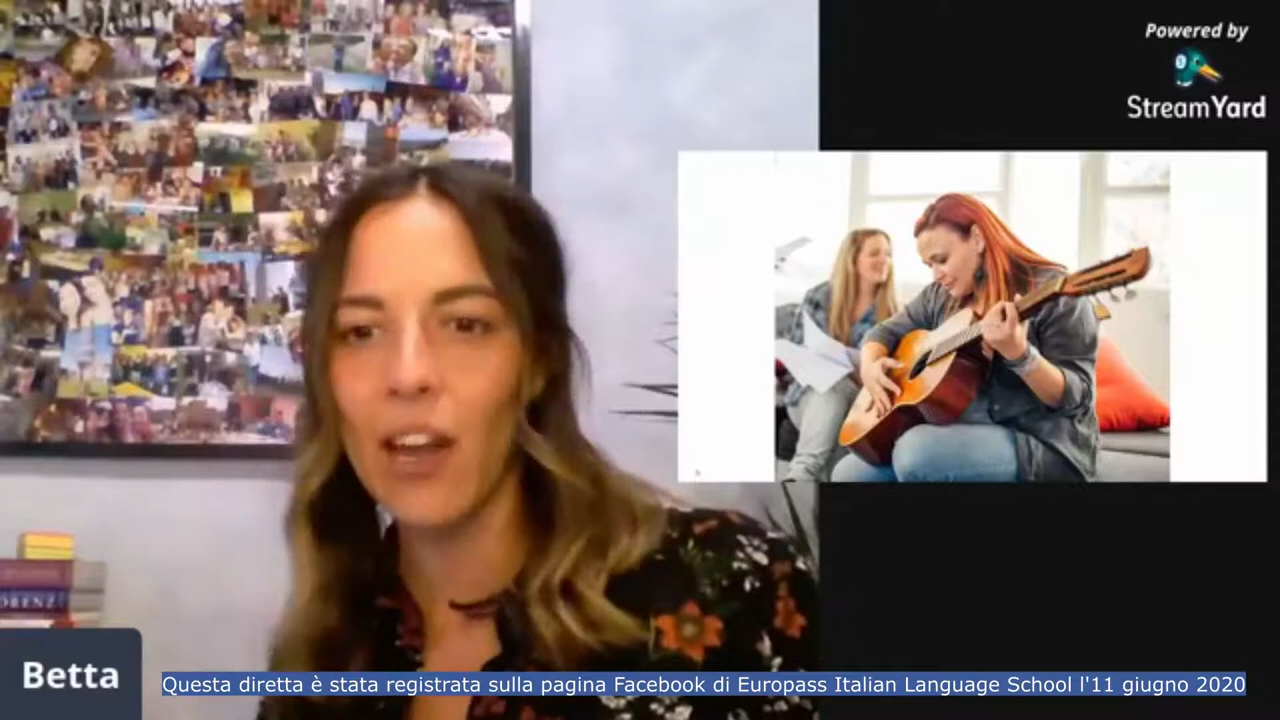 Powered by
StreamYard
ORENZ
Betta
Questa diretta è stata registrata sulla pagina Facebook di Europass Italian Language School l'11 giugno 2020